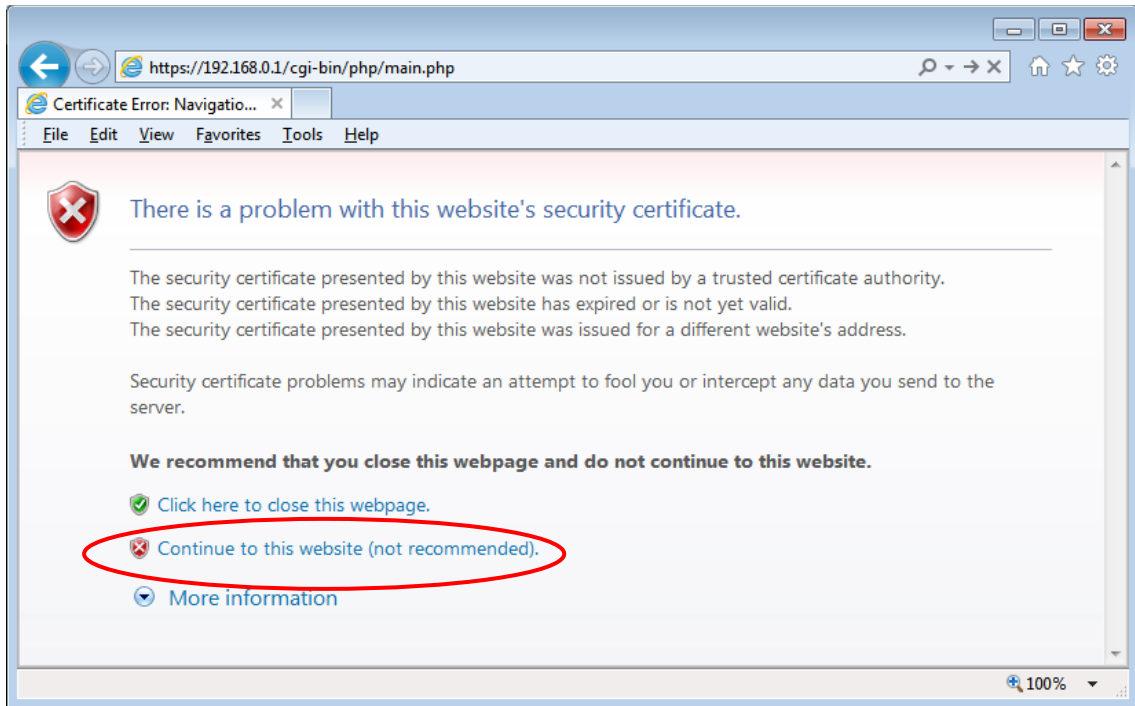 https://192.168.0.1/cgi-bin/php/main.php
Certificate Error: Navigatio...
File Edit View Favorites Tools Help
There is a problem with this website's security certificate.
The security certificate presented by this website was not issued by a trusted certificate authority.
The security certificate presented by this website has expired or is not yet valid.
The security certificate presented by this website was issued for a different website's address.
Security certificate problems may indicate an attempt to fool you or intercept any data you send to the
server.
We recommend that you close this webpage and do not continue to this website.
Click here to close this webpage.
Continue to this website (not recommended).
More information
100%